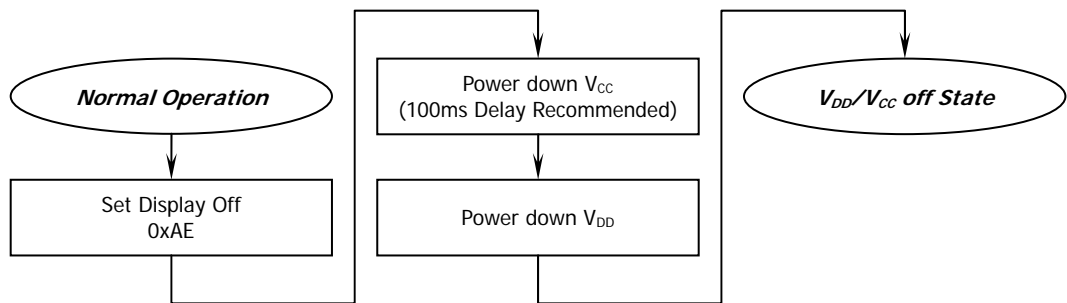 Normal Operation
Set Display Off
0xAE
Power down VCC
(100ms Delay Recommended)
Power down VDD
VDD/VCC off State